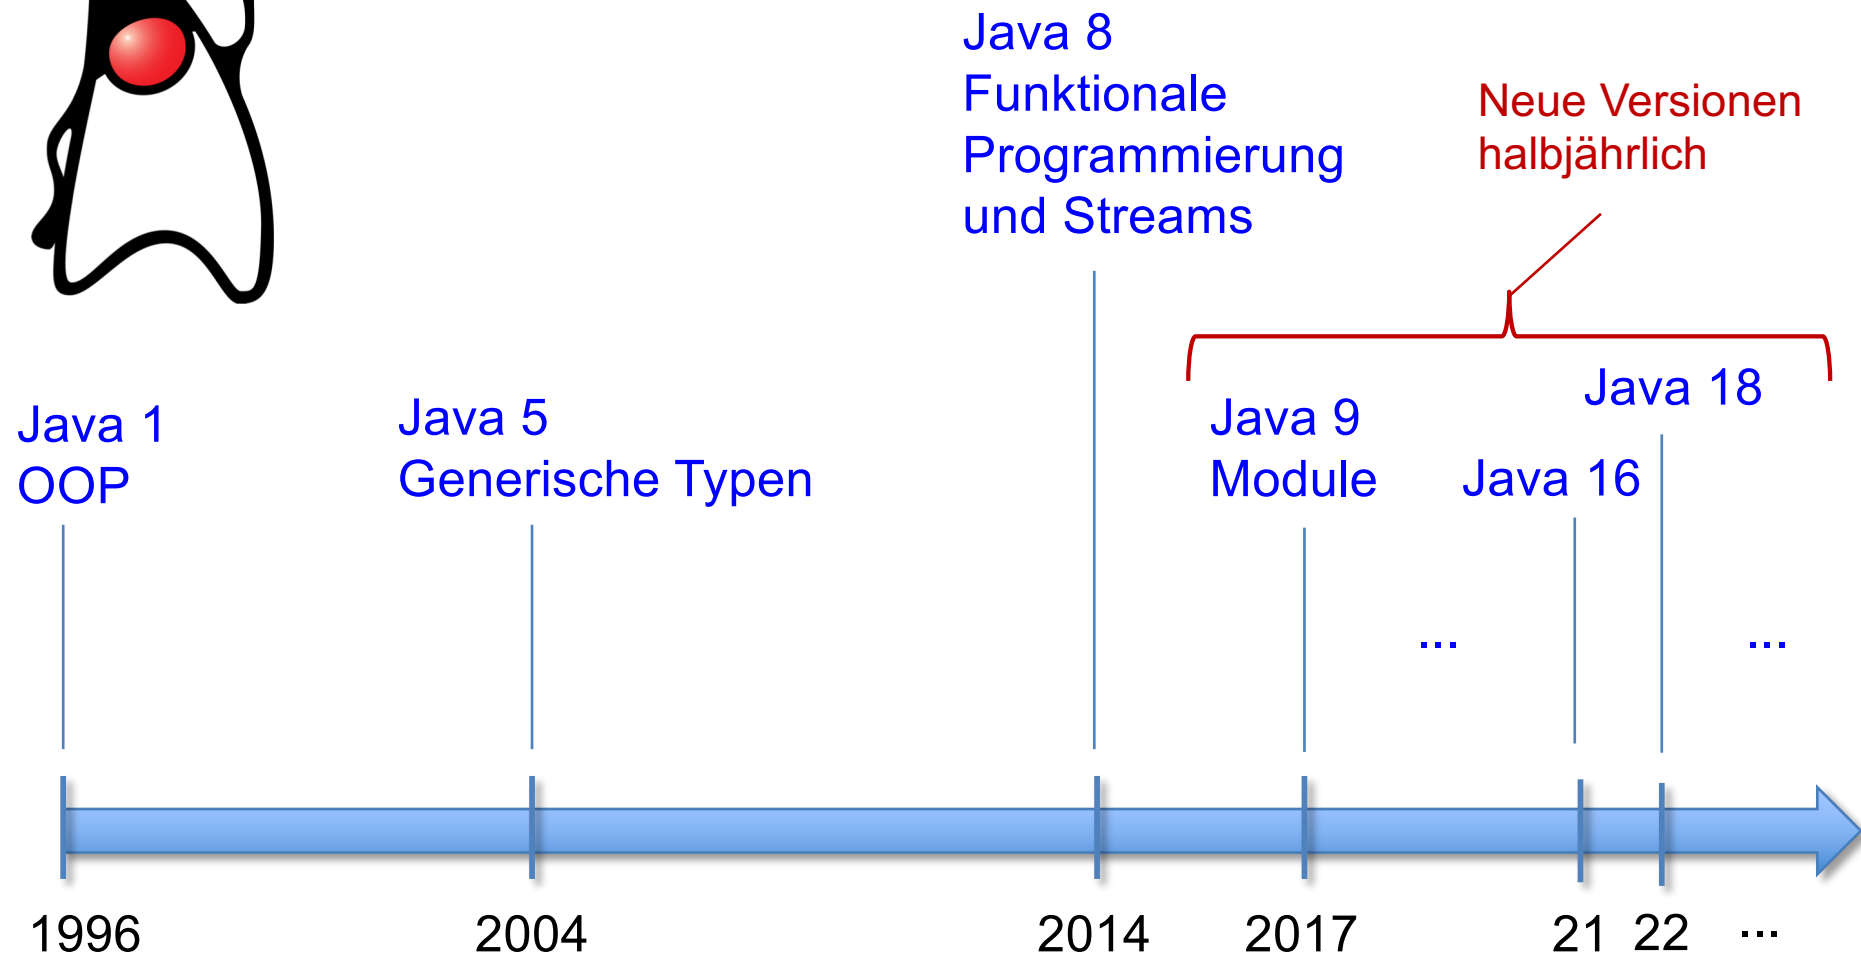 Java 8
Funktionale
Programmierung
und Streams
Neue Versionen
halbjährlich
Java 1
OOP
Java 5
Generische Typen
Java 9
Module
Java 16
Java 18
...
...
1996
2004
2014
2017
21
22
...